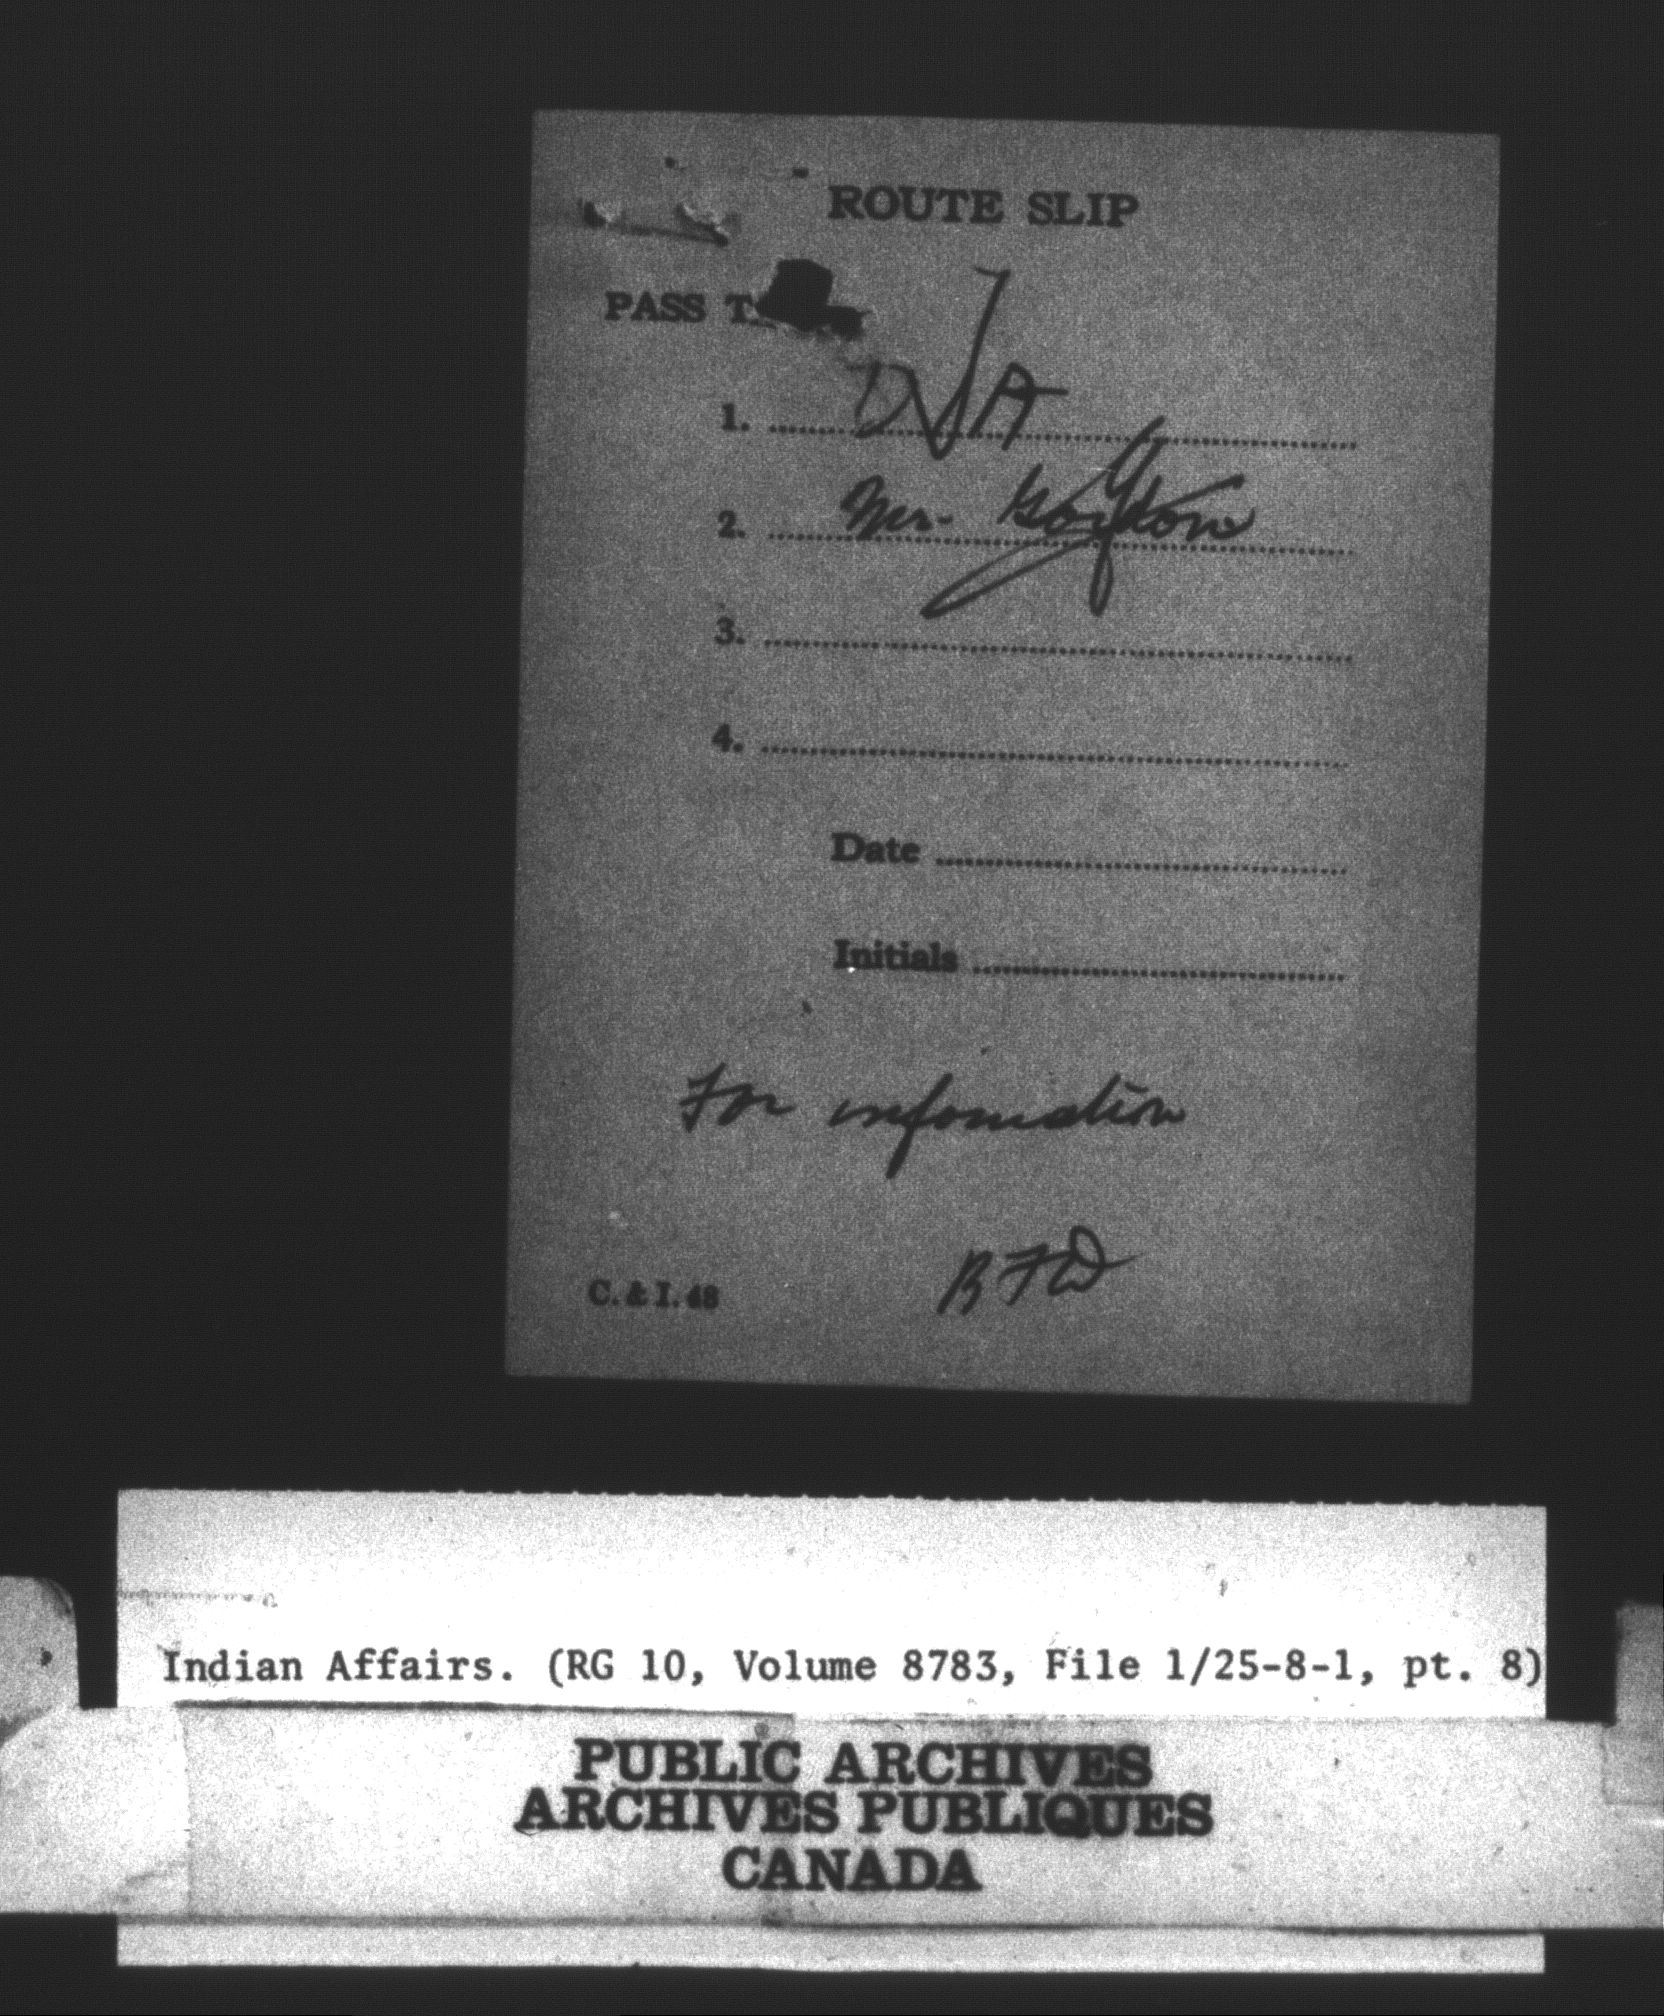 ROUTE SLIP
PASS T
1. DIA
2. Mr.
3.
4.
Date
Initials
For information
C. & I. 48
Indian Affairs. (RG 10, Volume 8783, File 1/25-8-1, pt. 8)
PUBLIC ARCHIVES
ARCHIVES PUBLIQUES
CANADA